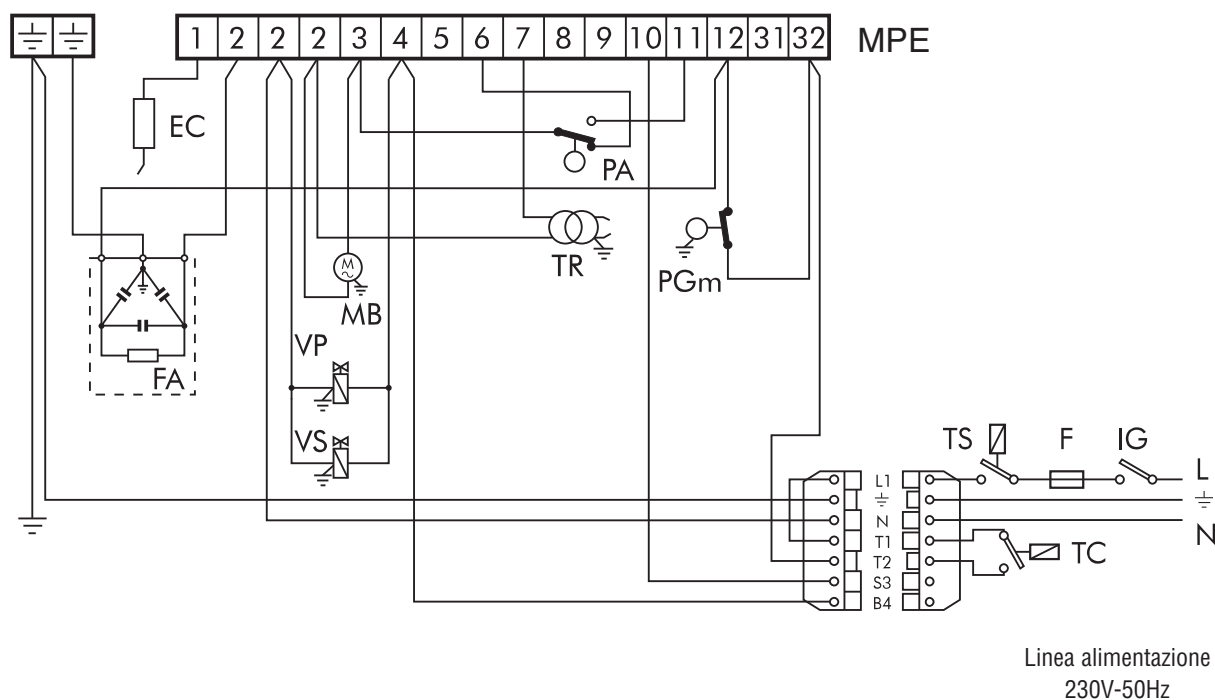 1 2 2 2 3 4 5 6 7 8 9 10 11 12 31 32 MPE
EC
PA
TR
PGm
MB
VP
FA
VS
TS F IG
L
L1
N
N
T1
TC
T2
S3
B4
M
Linea alimentazione
230V-50Hz